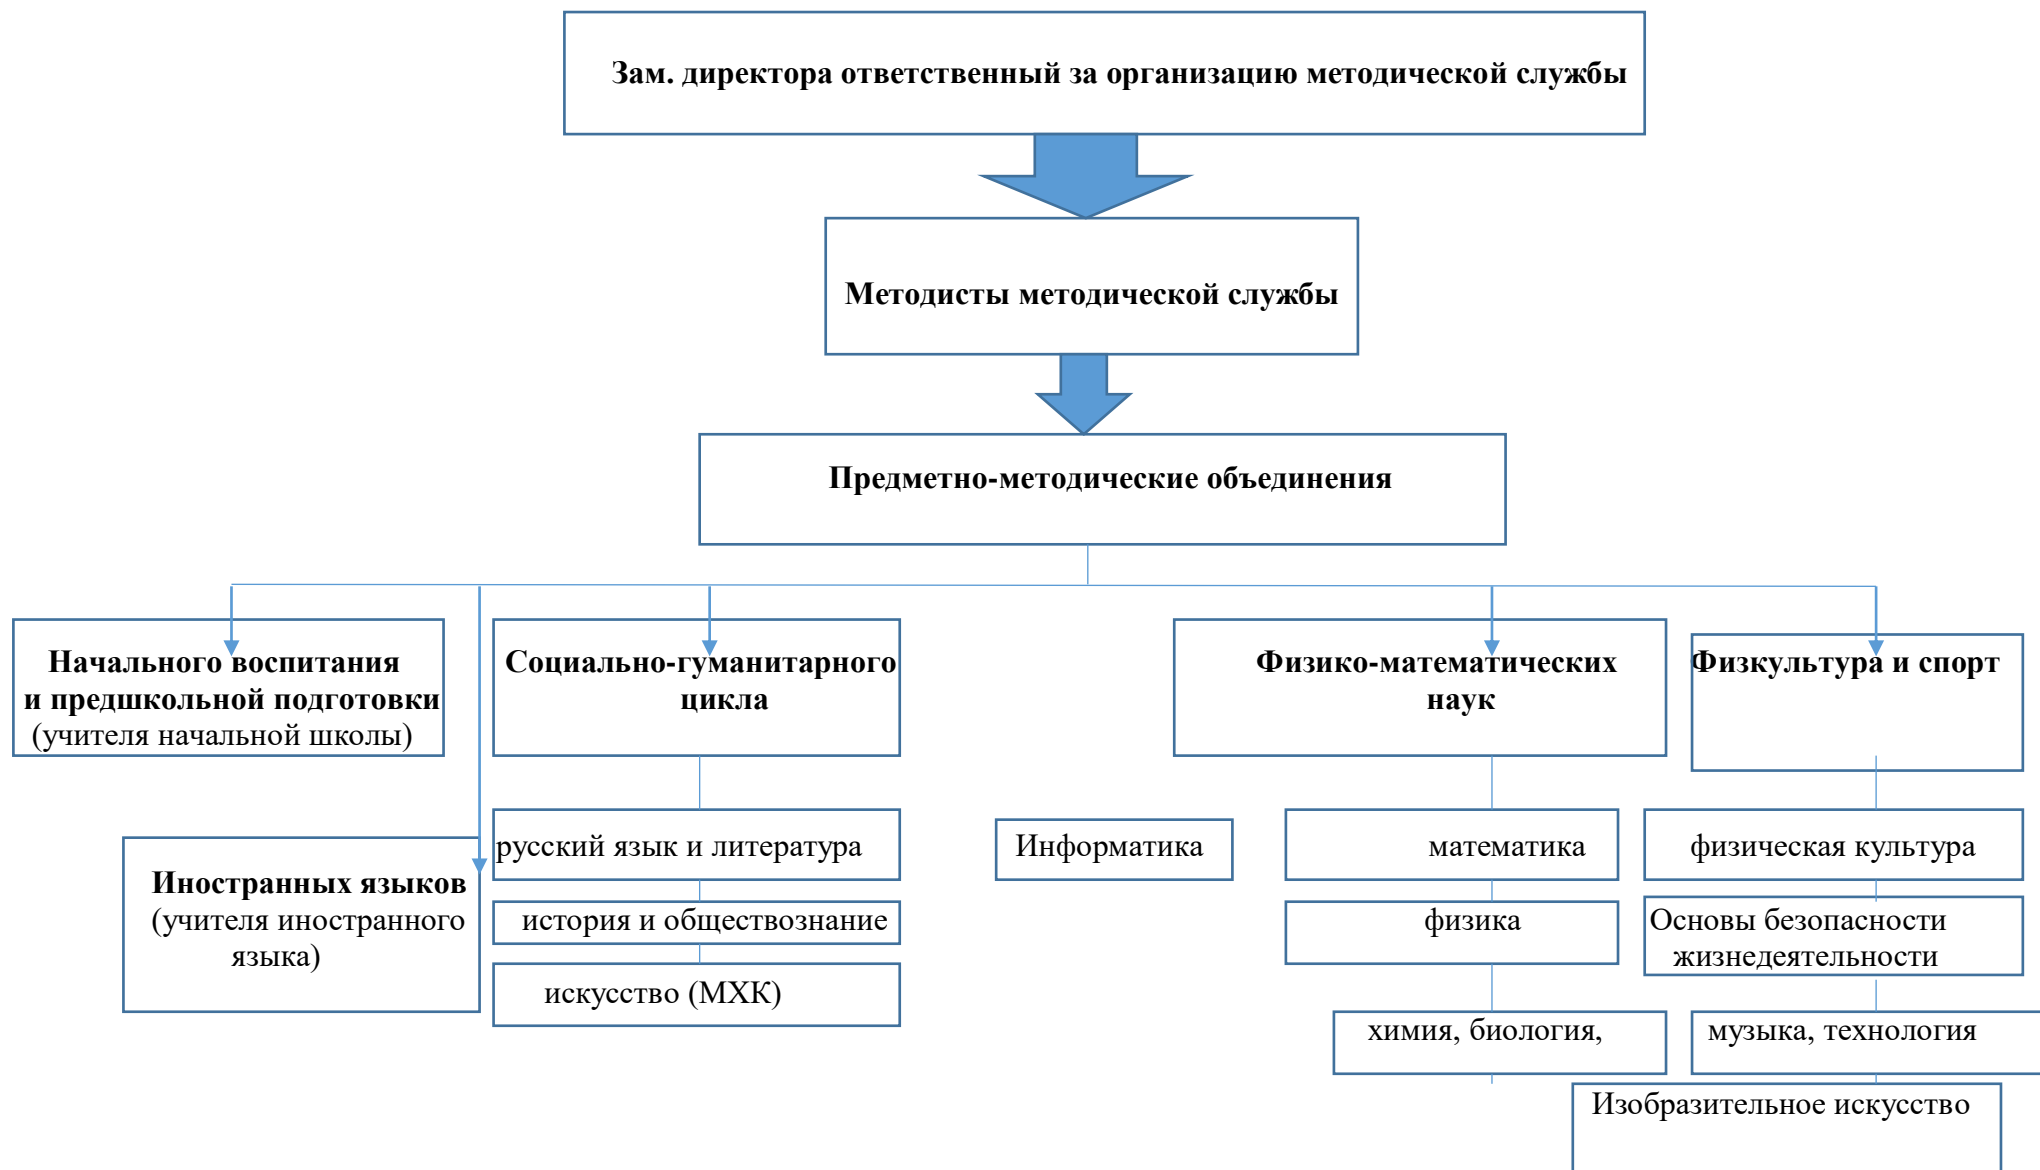 Зам. директора ответственный за организацию методической службы
Методисты методической службы
Предметно-методические объединения
Начального воспитания
и предшкольной подготовки
(учителя начальной школы)
Социально-гуманитарного
цикла
Физико-математических
наук
Физкультура и спорт
Иностранных языков
(учителя иностранного
языка)
русский язык и литература
история и обществознание
искусство (МХК)
Информатика
математика
физика
химия, биология,
физическая культура
Основы безопасности
жизнедеятельности
музыка, технология
Изобразительное искусство